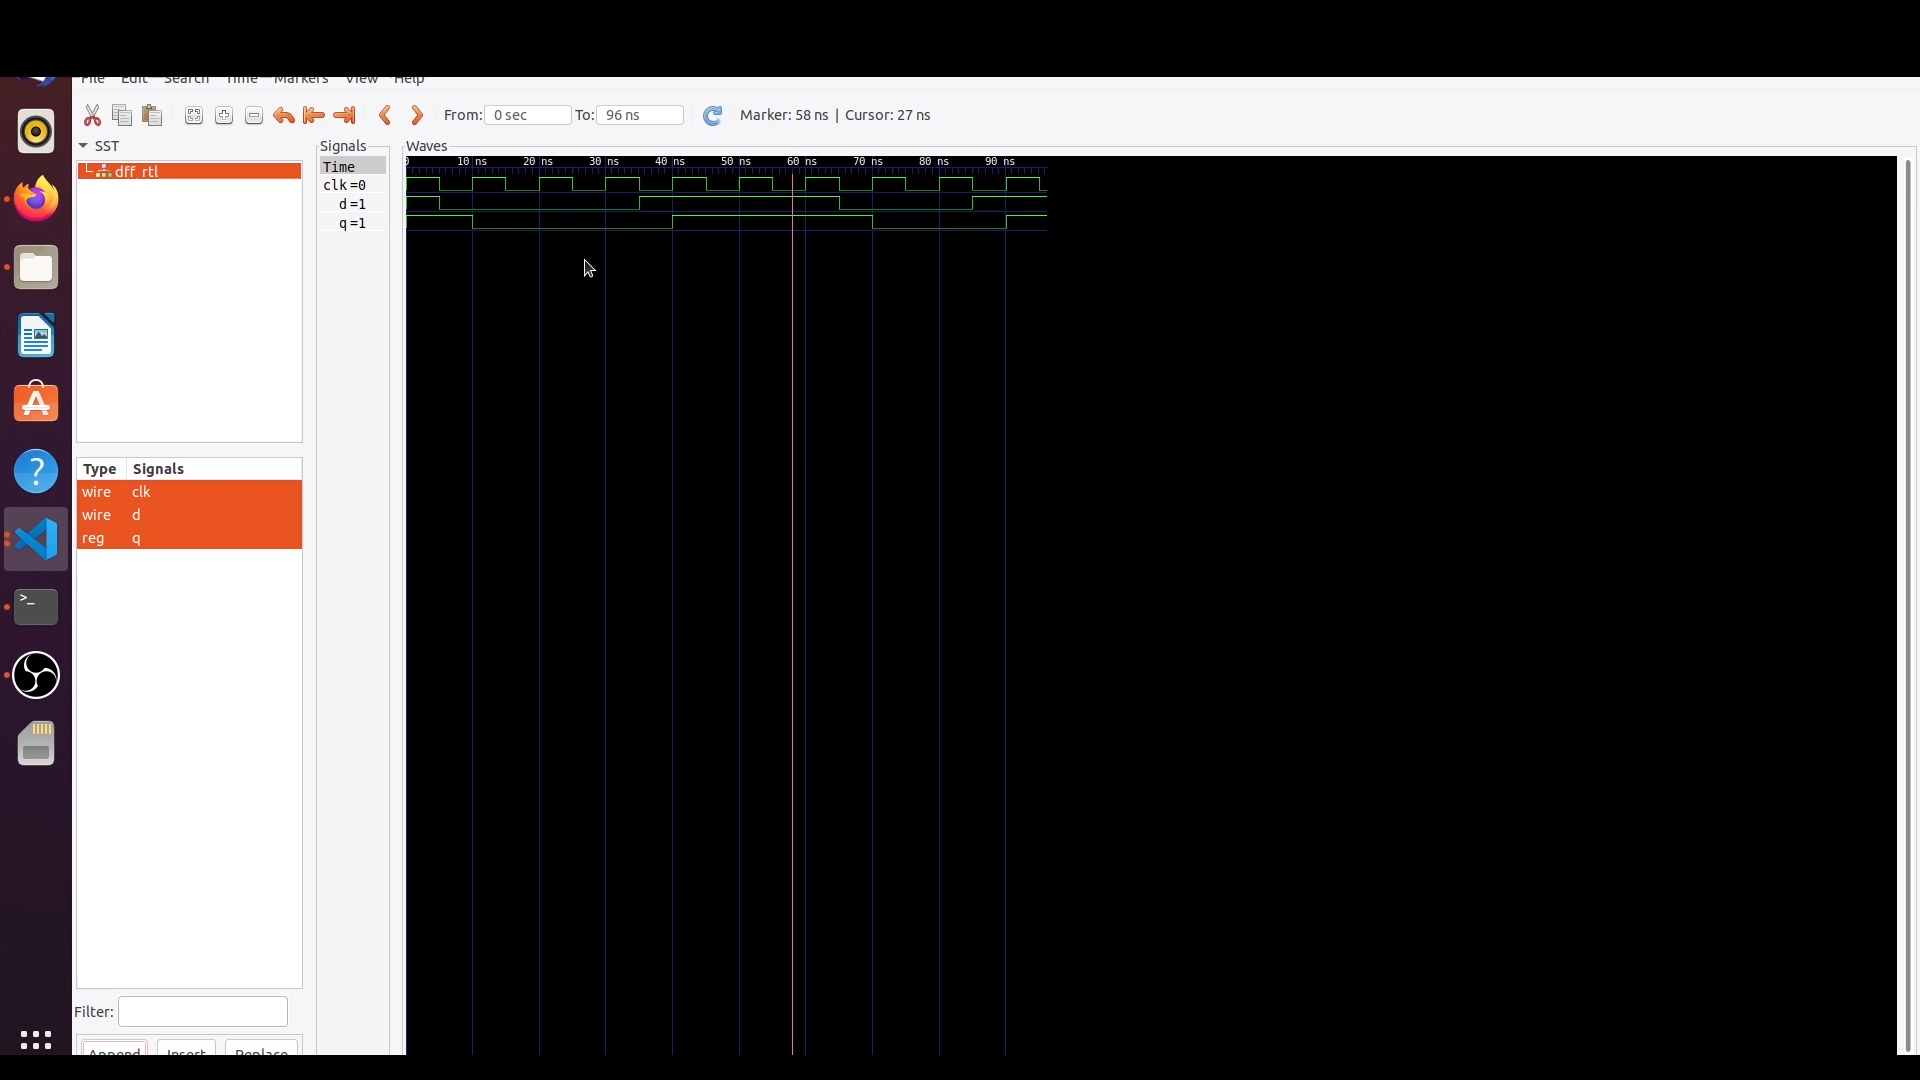 File Edit Search Time Markers View Help
From: 0 sec To: 96 ns Marker: 58 ns | Cursor: 27 ns
SST
dff_rtl
Type Signals
wire clk
wire d
reg q
Filter:
Append Insert Replace
Signals
Time
clk=0
d=1
q=1
Waves
0 10 ns 20 ns 30 ns 40 ns 50 ns 60 ns 70 ns 80 ns 90 ns